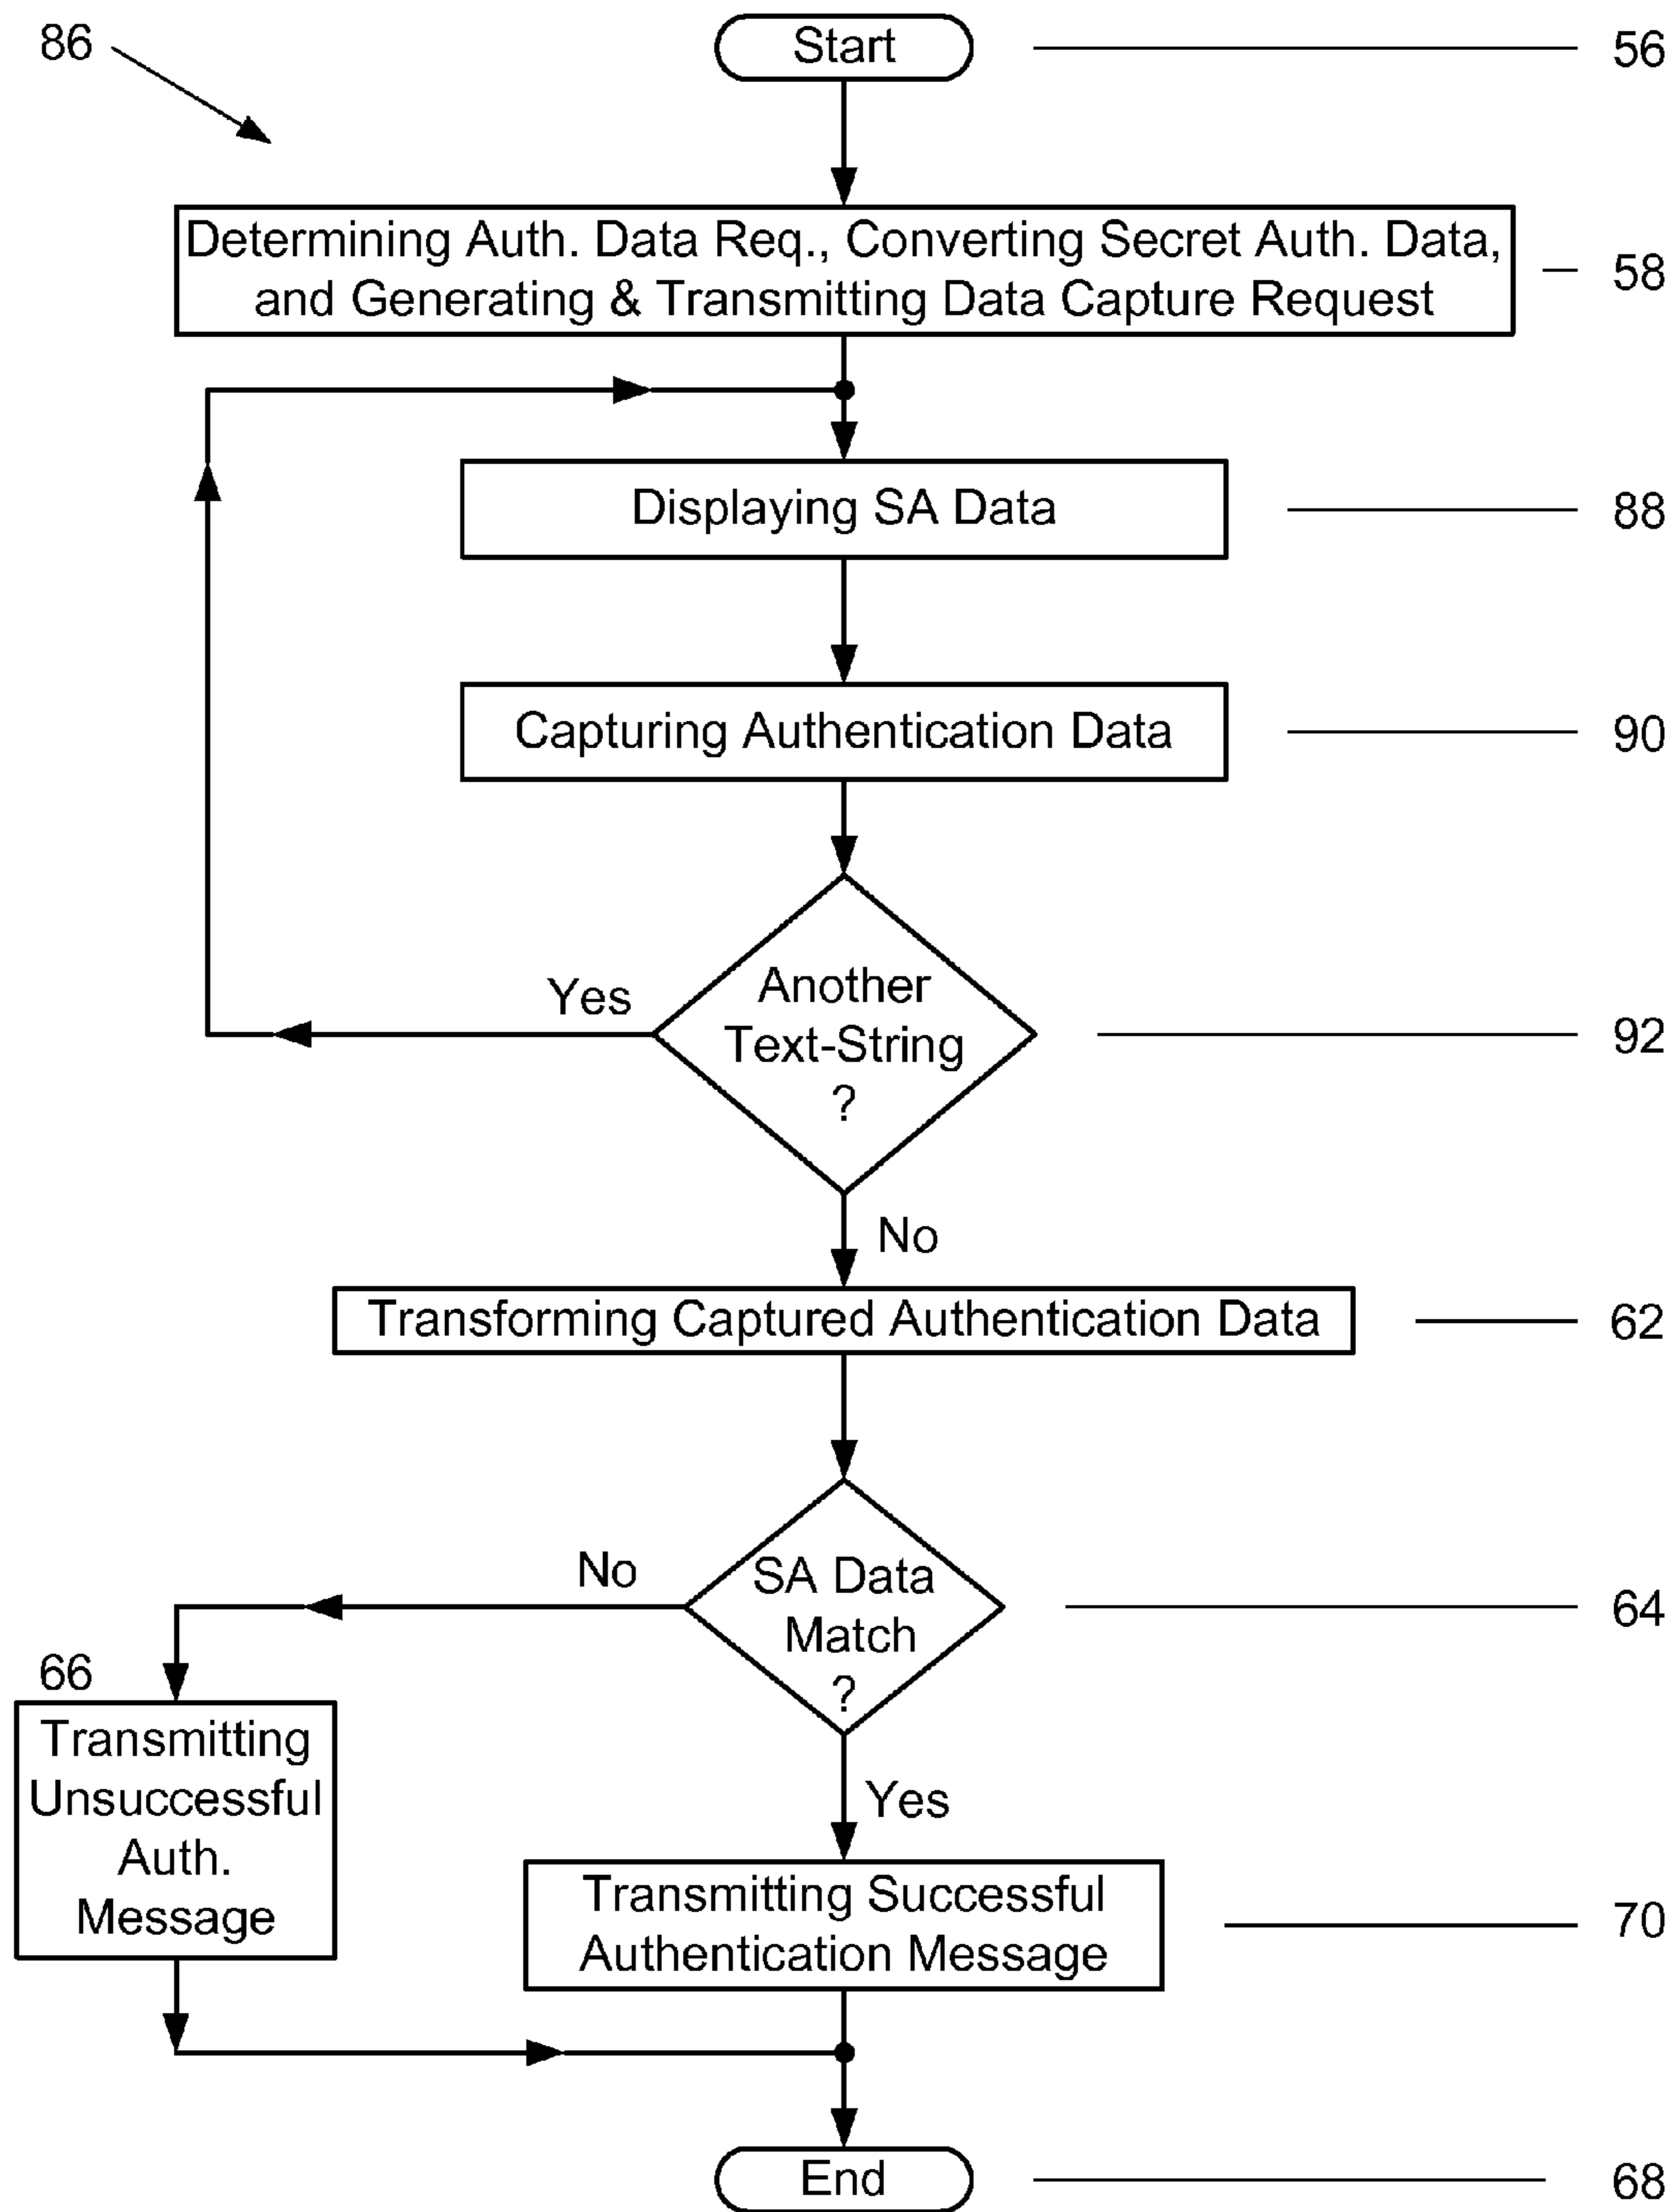 86
Start
56
Determining Auth. Data Req., Converting Secret Auth. Data,
and Generating & Transmitting Data Capture Request
58
Displaying SA Data
88
Capturing Authentication Data
90
Yes
Another
Text-String
?
92
No
Transforming Captured Authentication Data
62
No
SA Data
Match
?
64
66
Transmitting
Unsuccessful
Auth.
Message
Yes
Transmitting Successful
Authentication Message
70
End
68